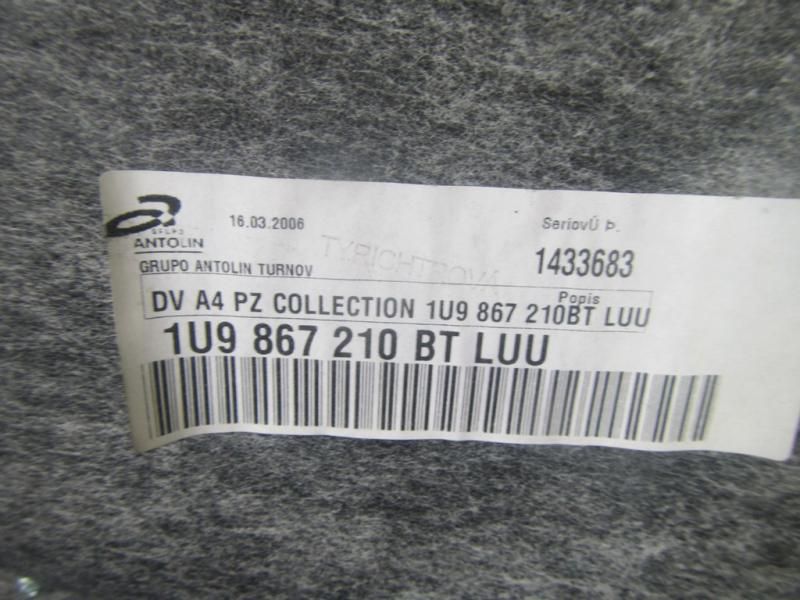 GRUPO
ANTOLIN
16.03.2006
SeriovÚ Þ.
TYRICHTROVA
1433683
GRUPO ANTOLIN TURNOV
Popis
DV A4 PZ COLLECTION 1U9 867 210BT LUU
1U9 867 210 BT LUU